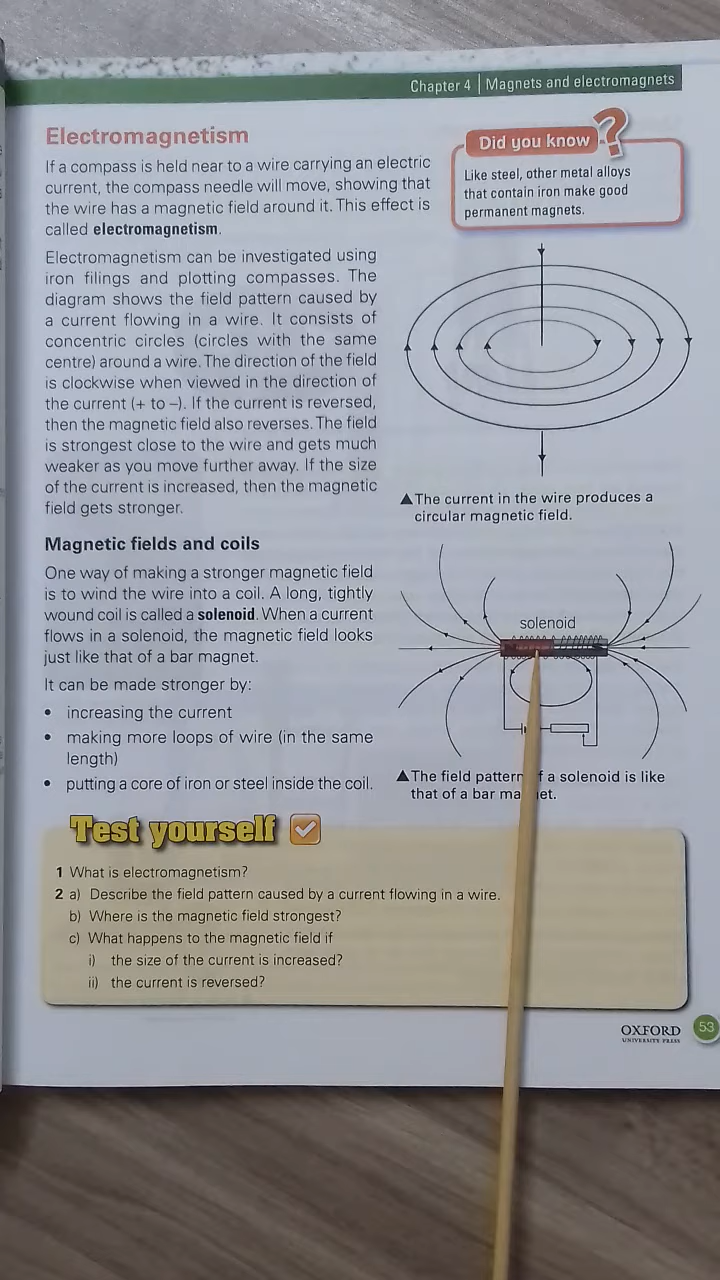 Chapter 4 | Magnets and electromagnets
Electromagnetism
If a compass is held near to a wire carrying an electric
current, the compass needle will move, showing that
the wire has a magnetic field around it. This effect is
called electromagnetism.
Did you know ?
Like steel, other metal alloys
that contain iron make good
permanent magnets.
Electromagnetism can be investigated using
iron filings and plotting compasses. The
diagram shows the field pattern caused by
a current flowing in a wire. It consists of
concentric circles (circles with the same
centre) around a wire. The direction of the field
is clockwise when viewed in the direction of
the current (+ to –). If the current is reversed,
then the magnetic field also reverses. The field
is strongest close to the wire and gets much
weaker as you move further away. If the size
of the current is increased, then the magnetic
field gets stronger.
▲The current in the wire produces a
circular magnetic field.
Magnetic fields and coils
One way of making a stronger magnetic field
is to wind the wire into a coil. A long, tightly
wound coil is called a solenoid. When a current
flows in a solenoid, the magnetic field looks
just like that of a bar magnet.
It can be made stronger by:
• increasing the current
• making more loops of wire (in the same
length)
• putting a core of iron or steel inside the coil.
solenoid
▲The field pattern of a solenoid is like
that of a bar magnet.
Test yourself
1 What is electromagnetism?
2 a) Describe the field pattern caused by a current flowing in a wire.
b) Where is the magnetic field strongest?
c) What happens to the magnetic field if
i) the size of the current is increased?
ii) the current is reversed?
OXFORD
UNIVERSITY PRESS
53